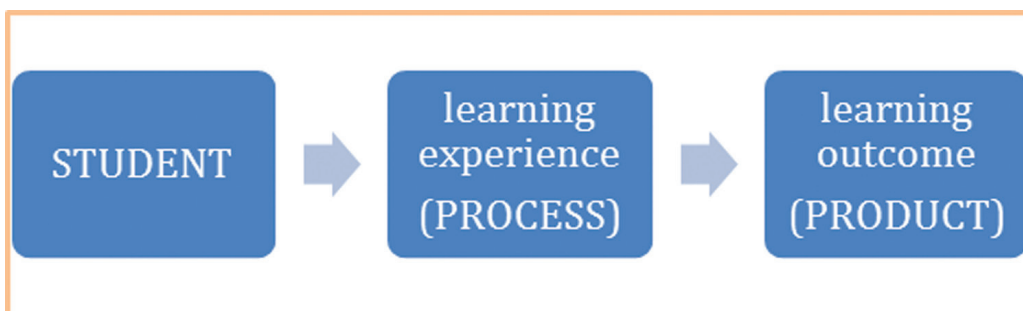 STUDENT
learning
experience
(PROCESS)
learning
outcome
(PRODUCT)